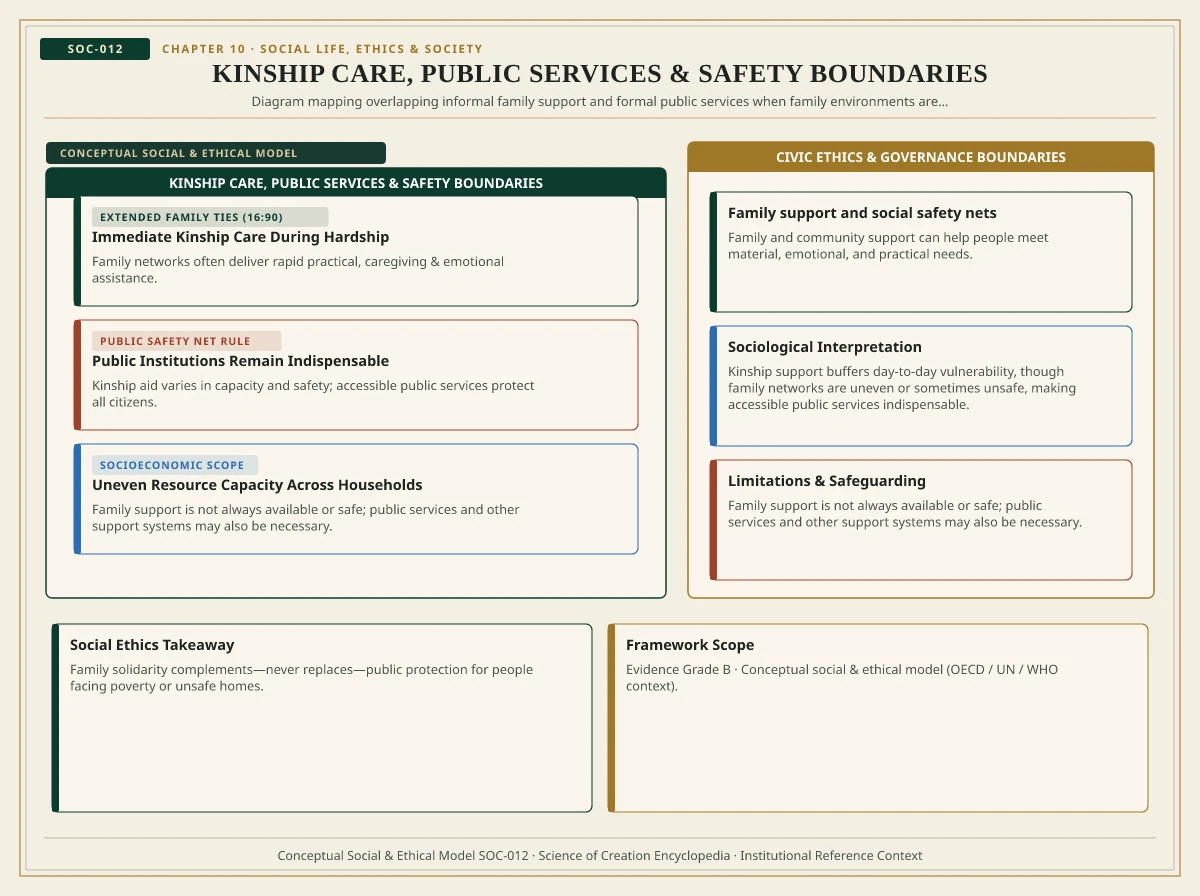 SOC-012
CHAPTER 10 · SOCIAL LIFE, ETHICS & SOCIETY
KINSHIP CARE, PUBLIC SERVICES & SAFETY BOUNDARIES
Diagram mapping overlapping informal family support and formal public services when family environments are...
CONCEPTUAL SOCIAL & ETHICAL MODEL
KINSHIP CARE, PUBLIC SERVICES & SAFETY BOUNDARIES
EXTENDED FAMILY TIES (16:90)
Immediate Kinship Care During Hardship
Family networks often deliver rapid practical, caregiving & emotional
assistance.
PUBLIC SAFETY NET RULE
Public Institutions Remain Indispensable
Kinship aid varies in capacity and safety; accessible public services protect
all citizens.
SOCIOECONOMIC SCOPE
Uneven Resource Capacity Across Households
Family support is not always available or safe; public services and other
support systems may also be necessary.
CIVIC ETHICS & GOVERNANCE BOUNDARIES
Family support and social safety nets
Family and community support can help people meet
material, emotional, and practical needs.
Sociological Interpretation
Kinship support buffers day-to-day vulnerability, though
family networks are uneven or sometimes unsafe, making
accessible public services indispensable.
Limitations & Safeguarding
Family support is not always available or safe; public
services and other support systems may also be necessary.
Social Ethics Takeaway
Family solidarity complements—never replaces—public protection for people
facing poverty or unsafe homes.
Framework Scope
Evidence Grade B · Conceptual social & ethical model (OECD / UN / WHO
context).
Conceptual Social & Ethical Model SOC-012 · Science of Creation Encyclopedia · Institutional Reference Context